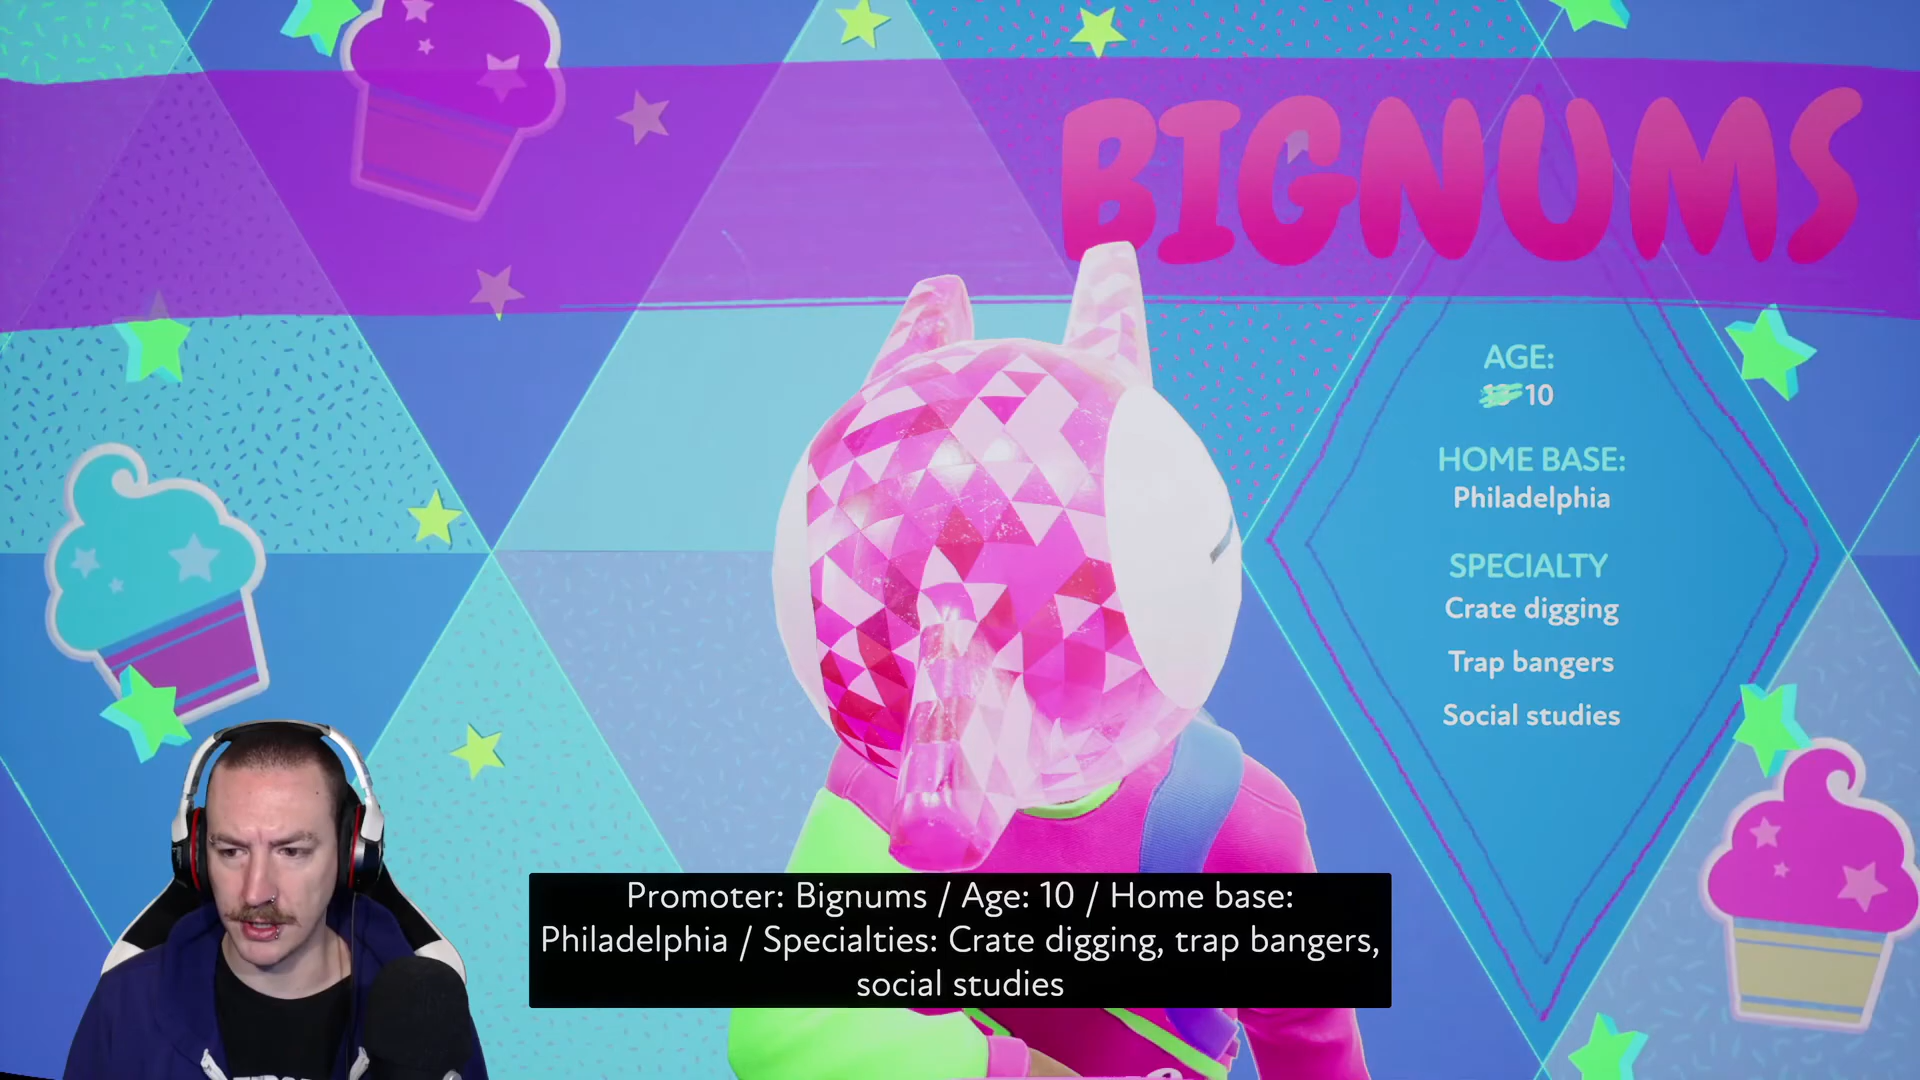 BIGNUMS
AGE:
10
HOME BASE:
Philadelphia
SPECIALTY
Crate digging
Trap bangers
Social studies
Promoter: Bignums / Age: 10 / Home base:
Philadelphia / Specialties: Crate digging, trap bangers,
social studies